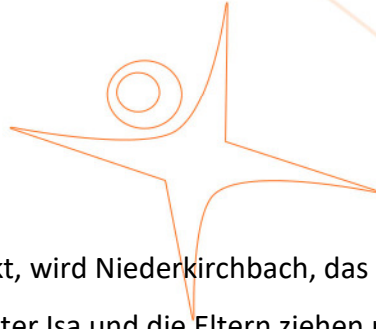 kt, wird Niederkirchbach, das
ter Isa und die Eltern ziehen